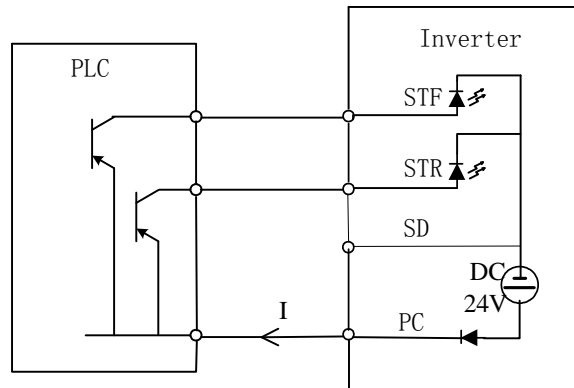 Inverter
PLC
STF
STR
SD
DC
24V
I
PC